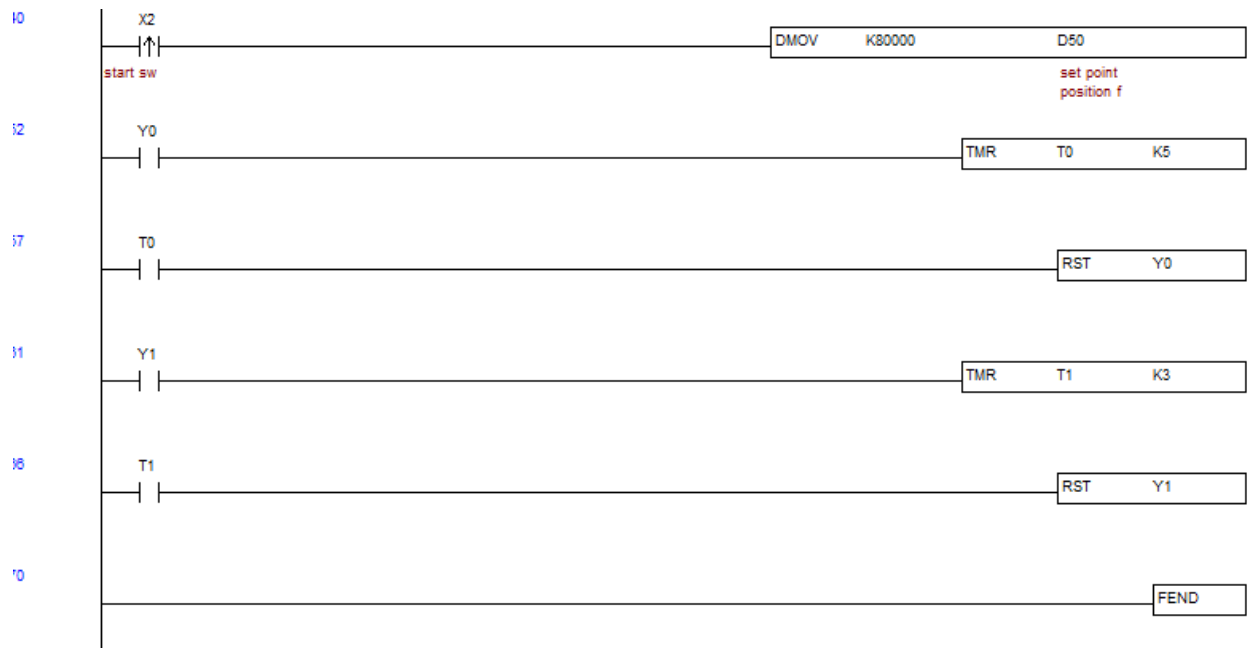 X2
DMOV K80000 D50
start sw
set point
position f
Y0
TMR T0 K5
T0
RST Y0
Y1
TMR T1 K3
T1
RST Y1
FEND